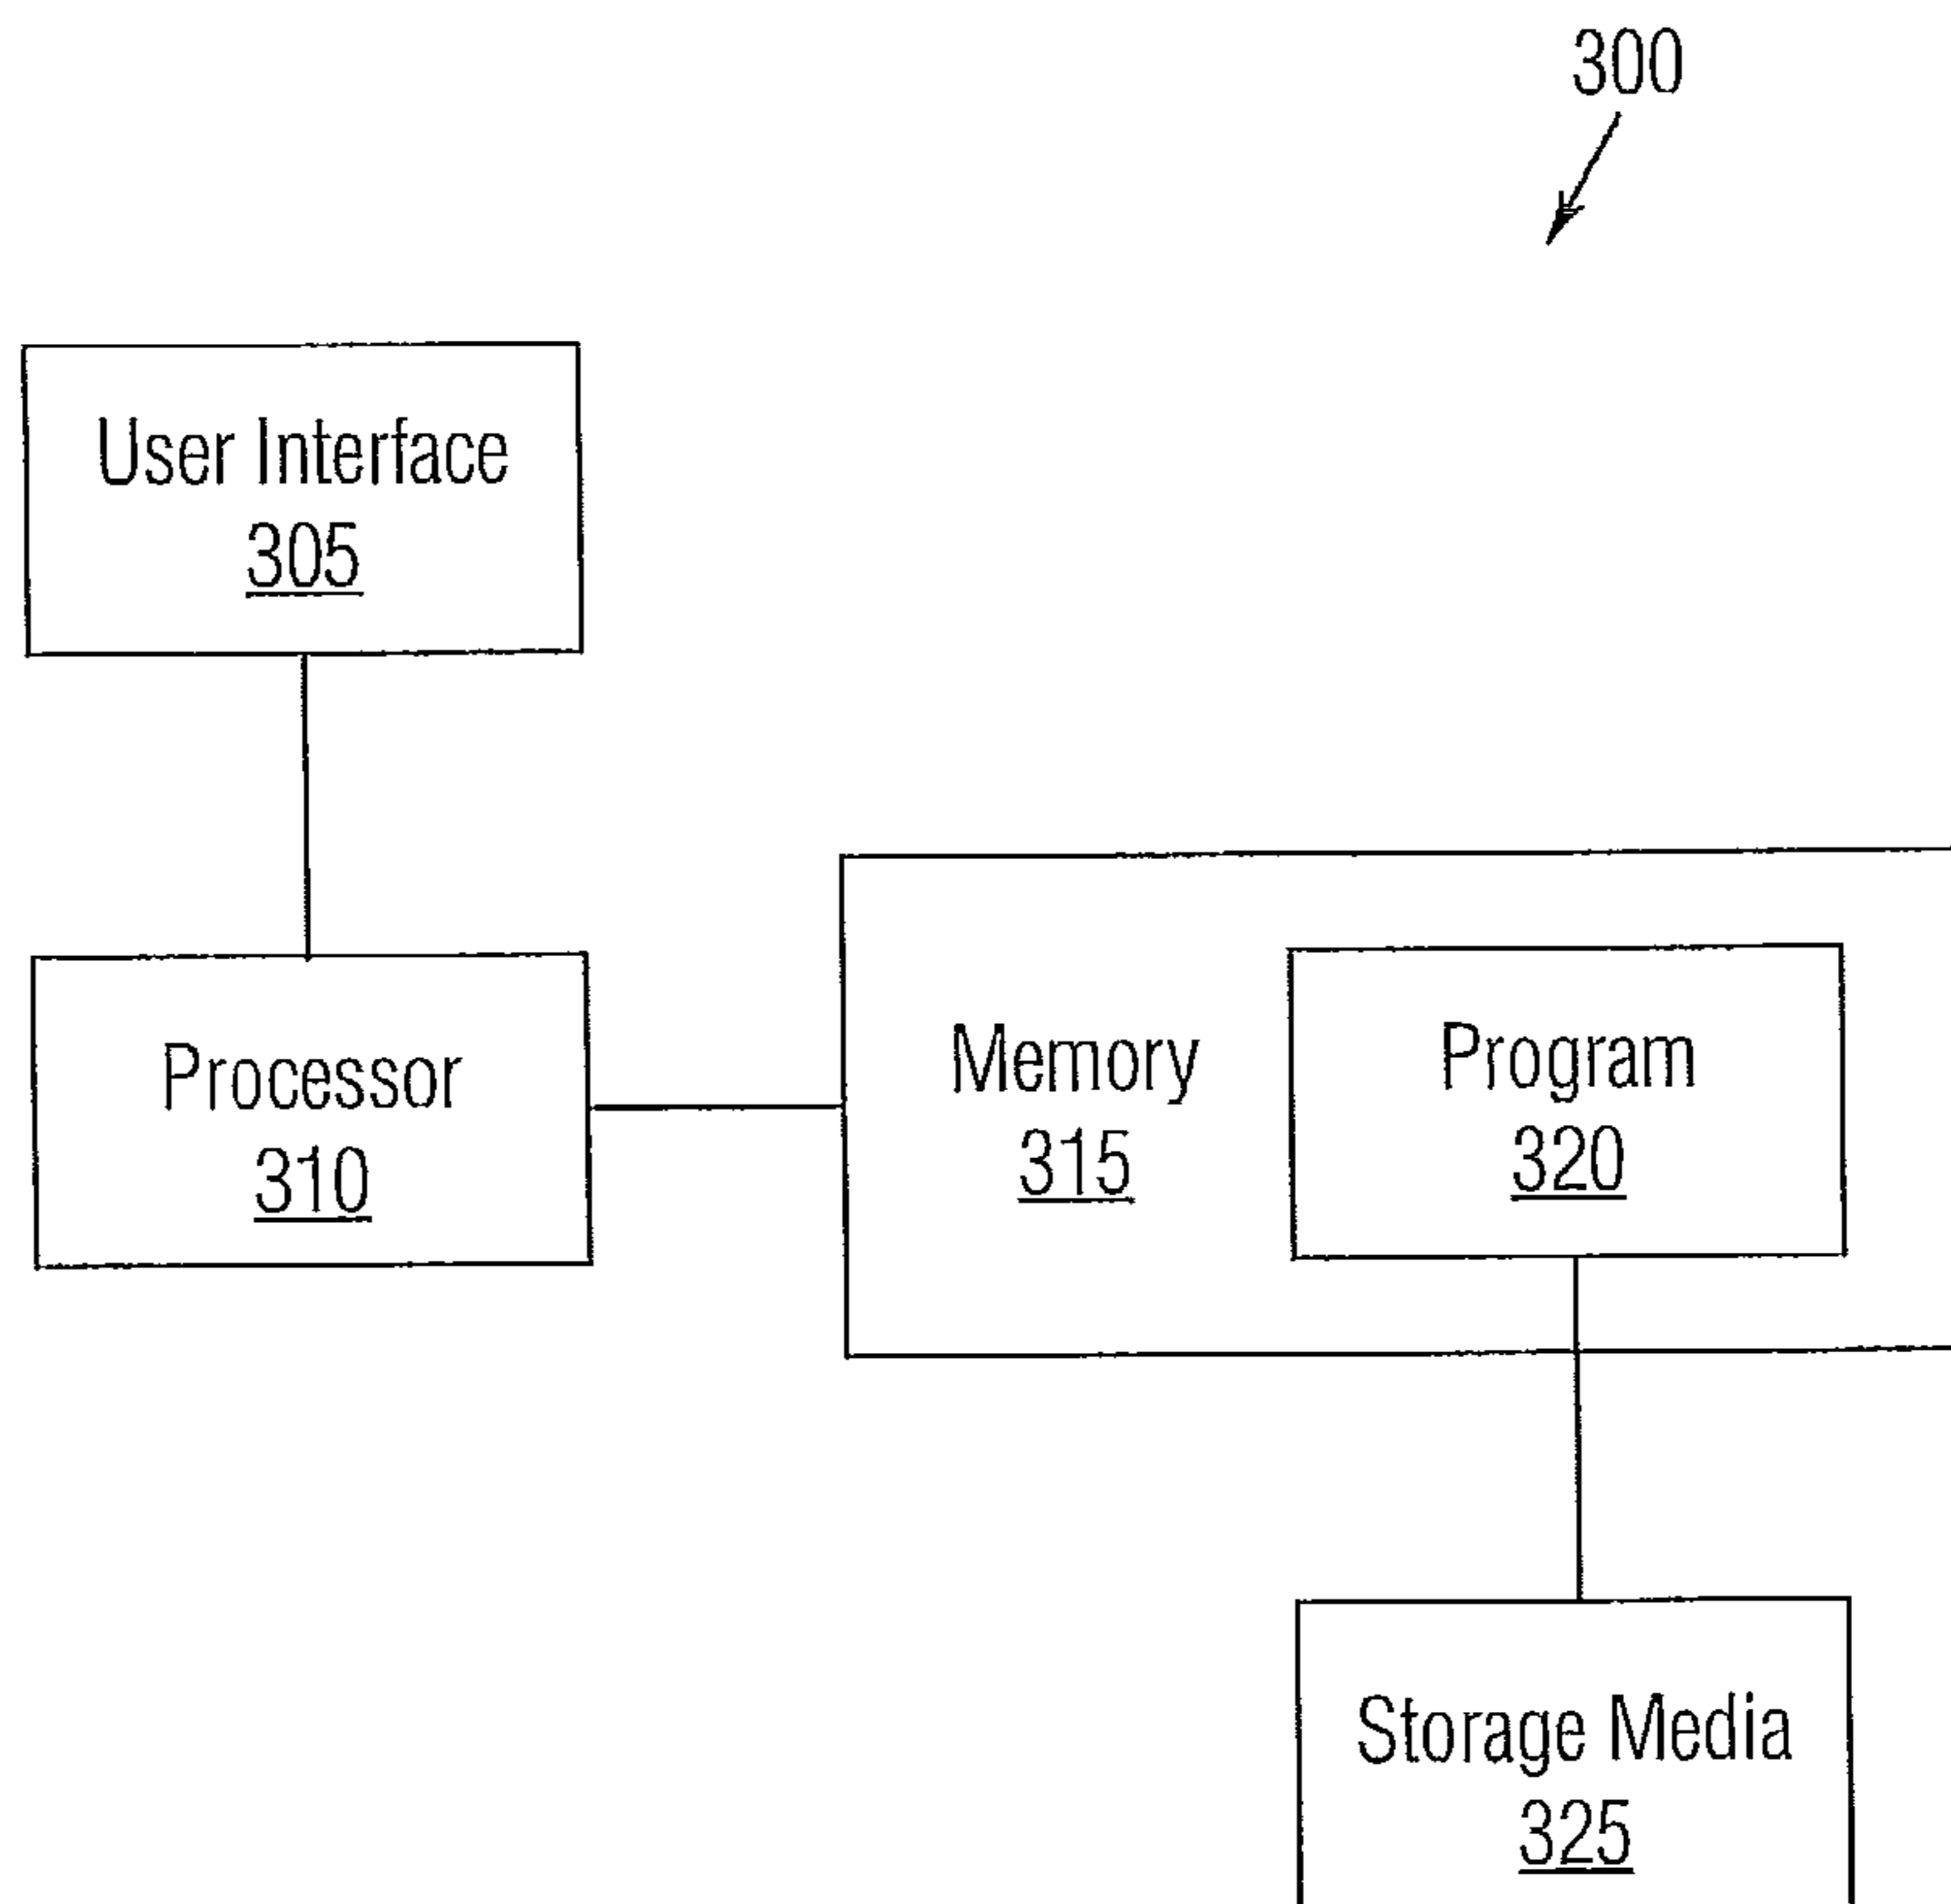 300
User Interface
305
Processor
310
Memory
315
Program
320
Storage Media
325